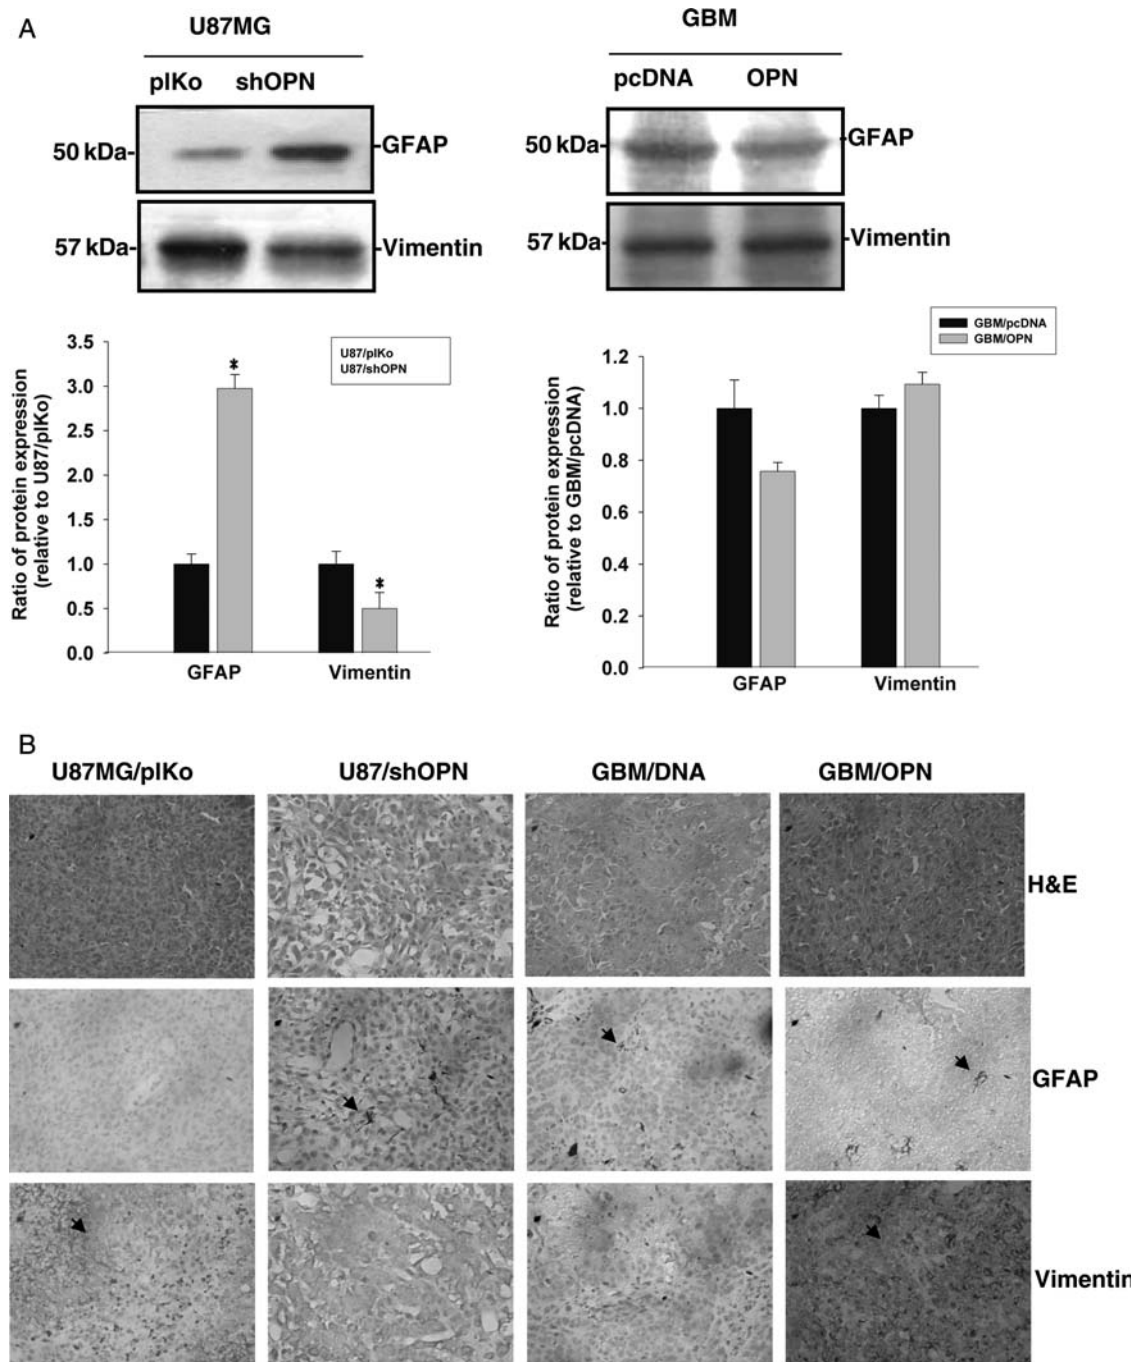 A
U87MG
plKo shOPN
50 kDa-
-GFAP
57 kDa-
-Vimentin
GBM
pcDNA OPN
50 kDa-
-GFAP
57 kDa-
-Vimentin
Ratio of protein expression
(relative to U87/plKo)
3.5
3.0
2.5
2.0
1.5
1.0
0.5
0.0
*
*
U87/plKo
U87/shOPN
GFAP Vimentin
Ratio of protein expression
(relative to GBM/pcDNA)
GBM/pcDNA
GBM/OPN
1.2
1.0
0.8
0.6
0.4
0.2
0.0
GFAP Vimentin
B
U87MG/plKo U87/shOPN GBM/DNA GBM/OPN
H&E
GFAP
Vimentin